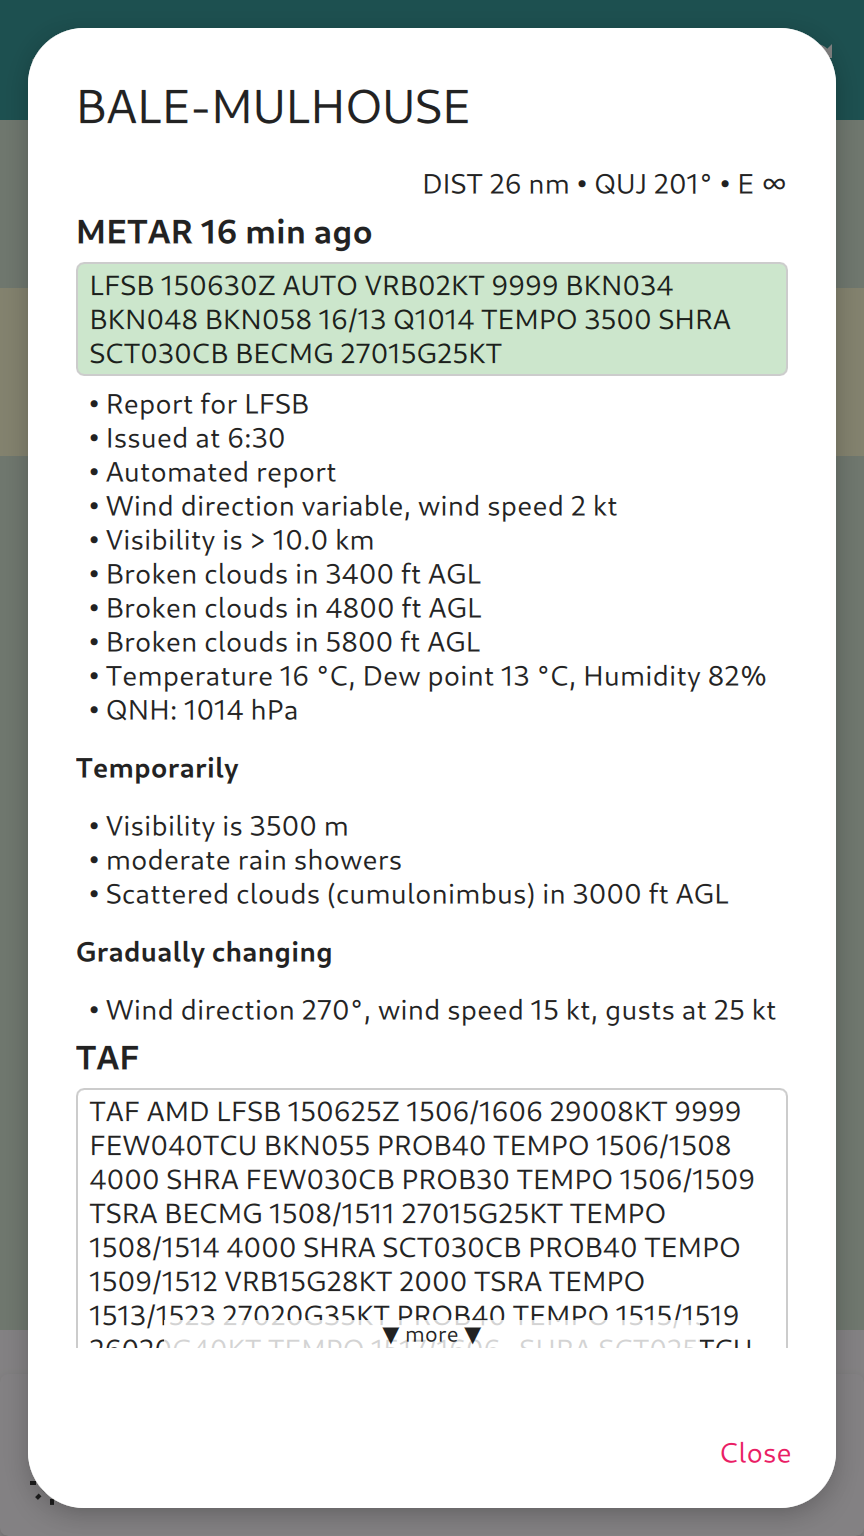 BALE-MULHOUSE
DIST 26 nm • QUJ 201° • E ∞
METAR 16 min ago
LFSB 150630Z AUTO VRB02KT 9999 BKN034
BKN048 BKN058 16/13 Q1014 TEMPO 3500 SHRA
SCT030CB BECMG 27015G25KT
• Report for LFSB
• Issued at 6:30
• Automated report
• Wind direction variable, wind speed 2 kt
• Visibility is > 10.0 km
• Broken clouds in 3400 ft AGL
• Broken clouds in 4800 ft AGL
• Broken clouds in 5800 ft AGL
• Temperature 16 °C, Dew point 13 °C, Humidity 82%
• QNH: 1014 hPa
Temporarily
• Visibility is 3500 m
• moderate rain showers
• Scattered clouds (cumulonimbus) in 3000 ft AGL
Gradually changing
• Wind direction 270°, wind speed 15 kt, gusts at 25 kt
TAF
TAF AMD LFSB 150625Z 1506/1606 29008KT 9999
FEW040TCU BKN055 PROB40 TEMPO 1506/1508
4000 SHRA FEW030CB PROB30 TEMPO 1506/1509
TSRA BECMG 1508/1511 27015G25KT TEMPO
1508/1514 4000 SHRA SCT030CB PROB40 TEMPO
1509/1512 VRB15G28KT 2000 TSRA TEMPO
1513/1523 27020G35KT PROB40 TEMPO 1515/1519
TEMPO SHRA
▼ more ▼
Close